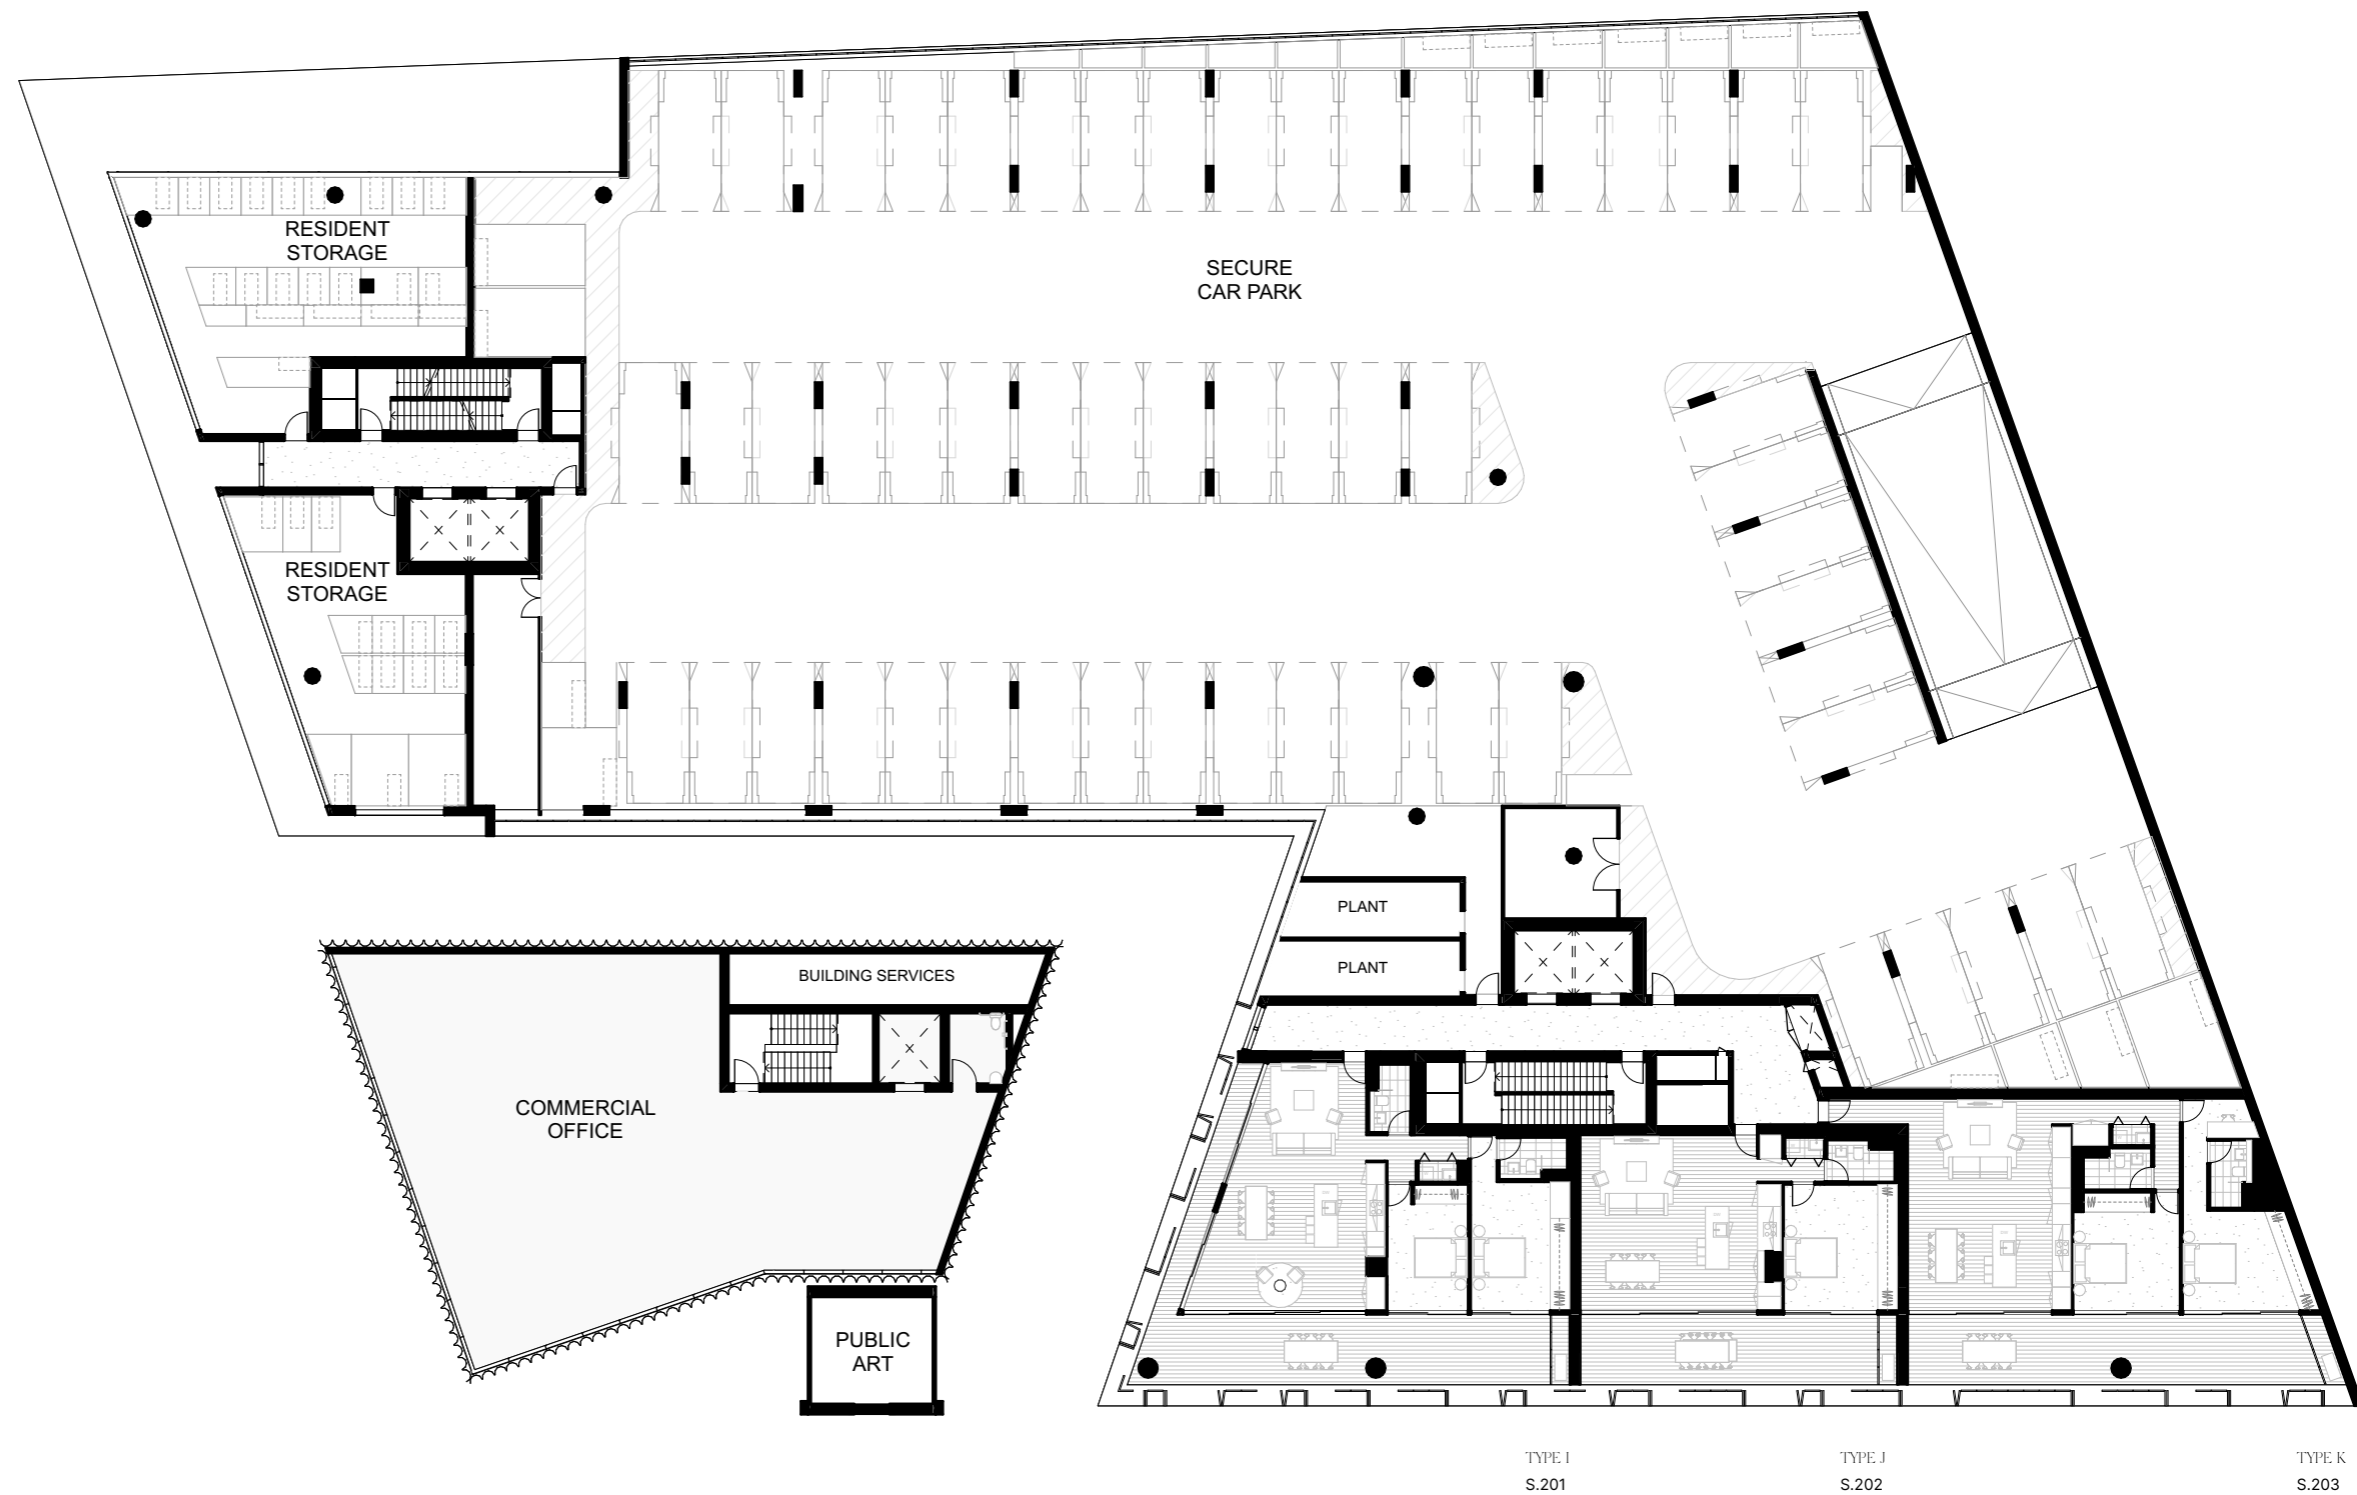 RESIDENT
STORAGE
SECURE
CAR PARK
RESIDENT
STORAGE
PLANT
PLANT
BUILDING SERVICES
COMMERCIAL
OFFICE
PUBLIC
ART
TYPE I
S.201
TYPE J
S.202
TYPE K
S.203